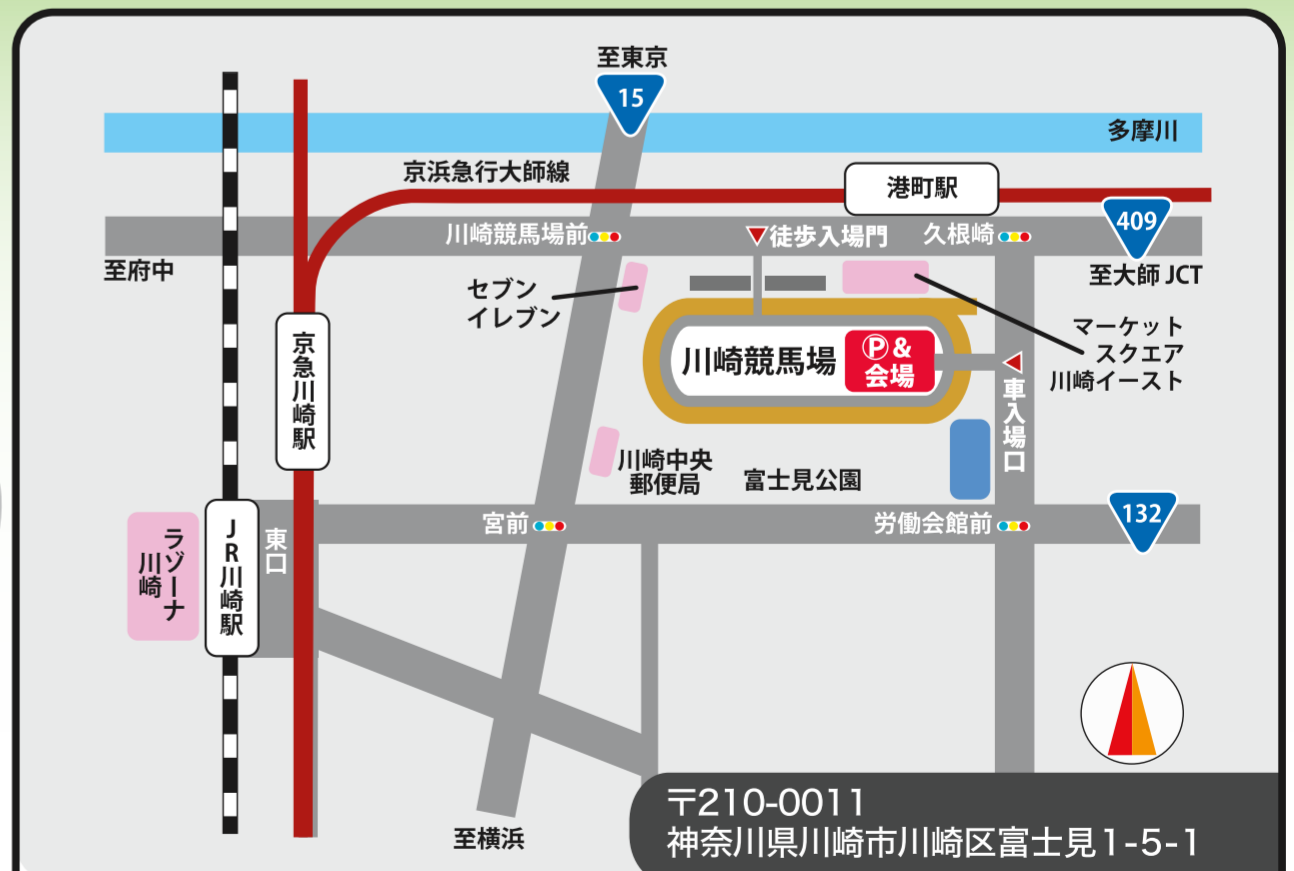 至東京
15
多摩川
京浜急行大師線
港町駅
川崎競馬場前
徒歩入場門
久根崎
409
至府中
至大師 JCT
セブン
イレブン
マーケット
スクエア
川崎イースト
京急川崎駅
川崎競馬場
Ⓟ&
会場
車入場口
川崎中央
郵便局
富士見公園
宮前
労働会館前
132
ラゾーナ
川崎
JR川崎駅
東口
至横浜
〒210-0011
神奈川県川崎市川崎区富士見1-5-1